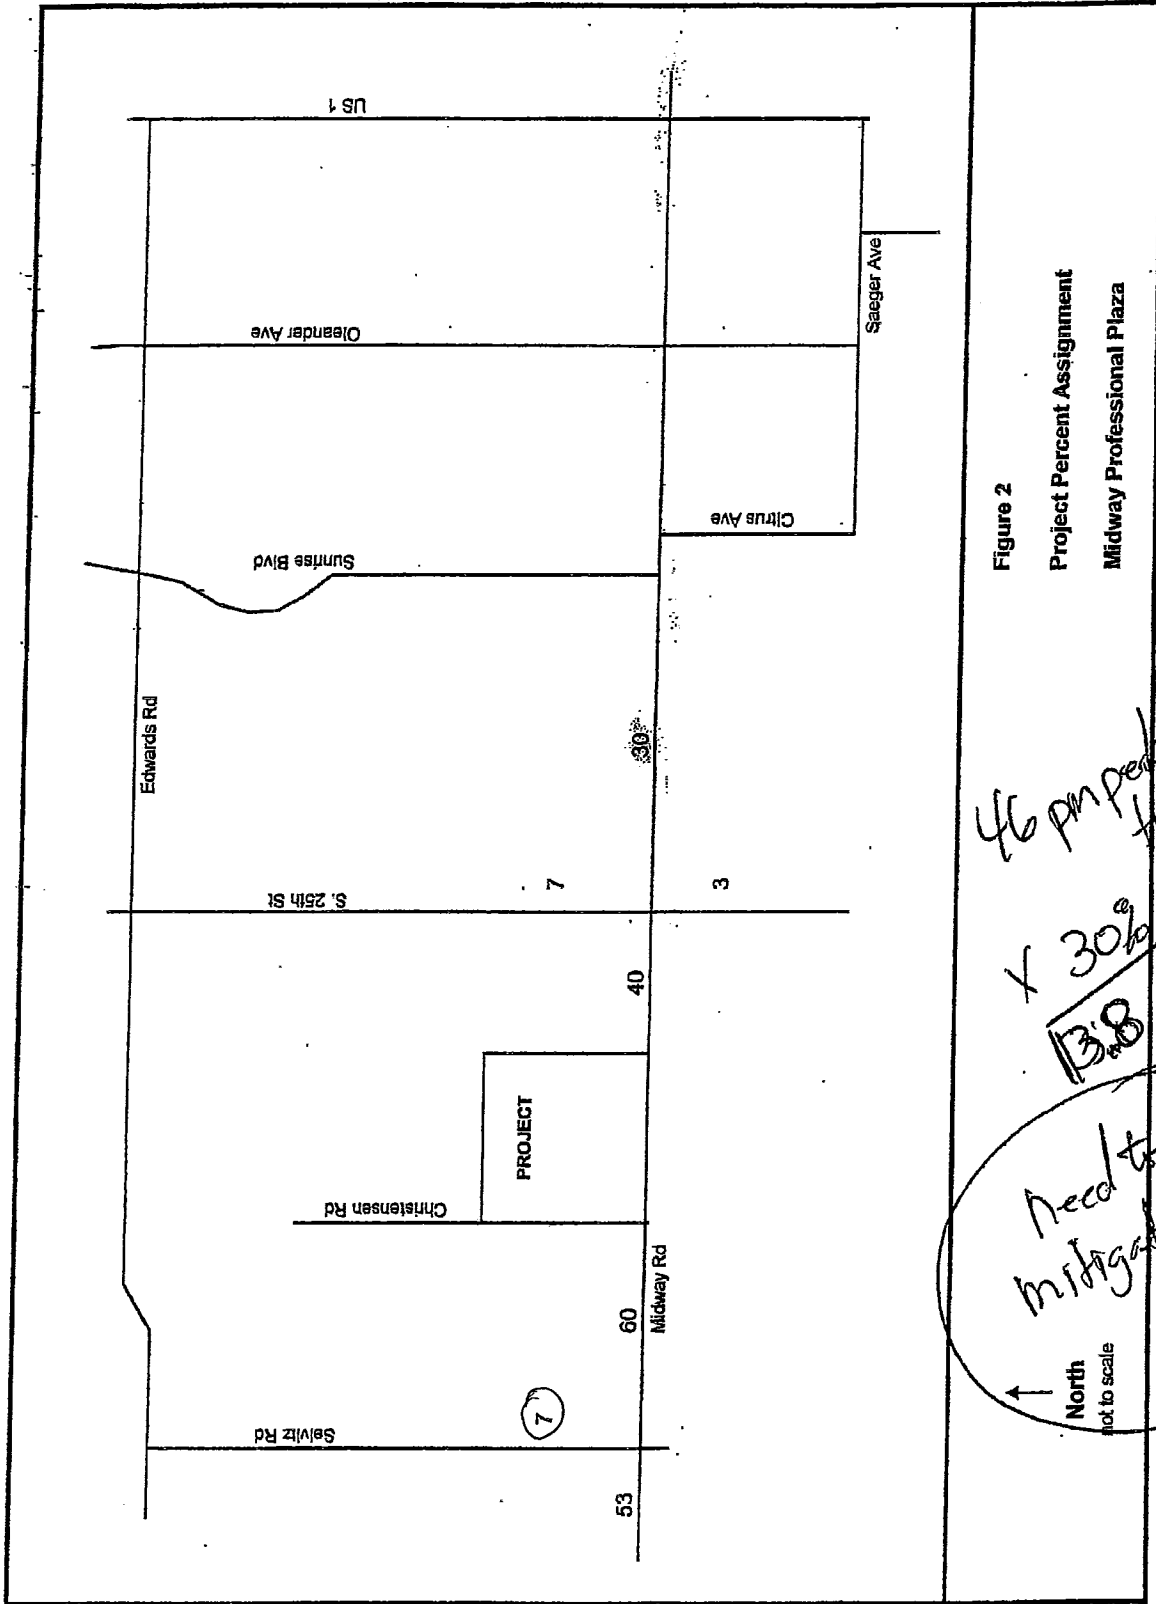 Edwards Rd
US 1
Oleander Ave
Sunrise Blvd
S. 25th St
Christensen Rd
Selvitz Rd
PROJECT
7
7
53
60
40
30
Midway Rd
3
Citrus Ave
Saeger Ave
North
not to scale
Need
46 pm
X 30%
13.8
Figure 2
Project Percent Assignment
Midway Professional Plaza